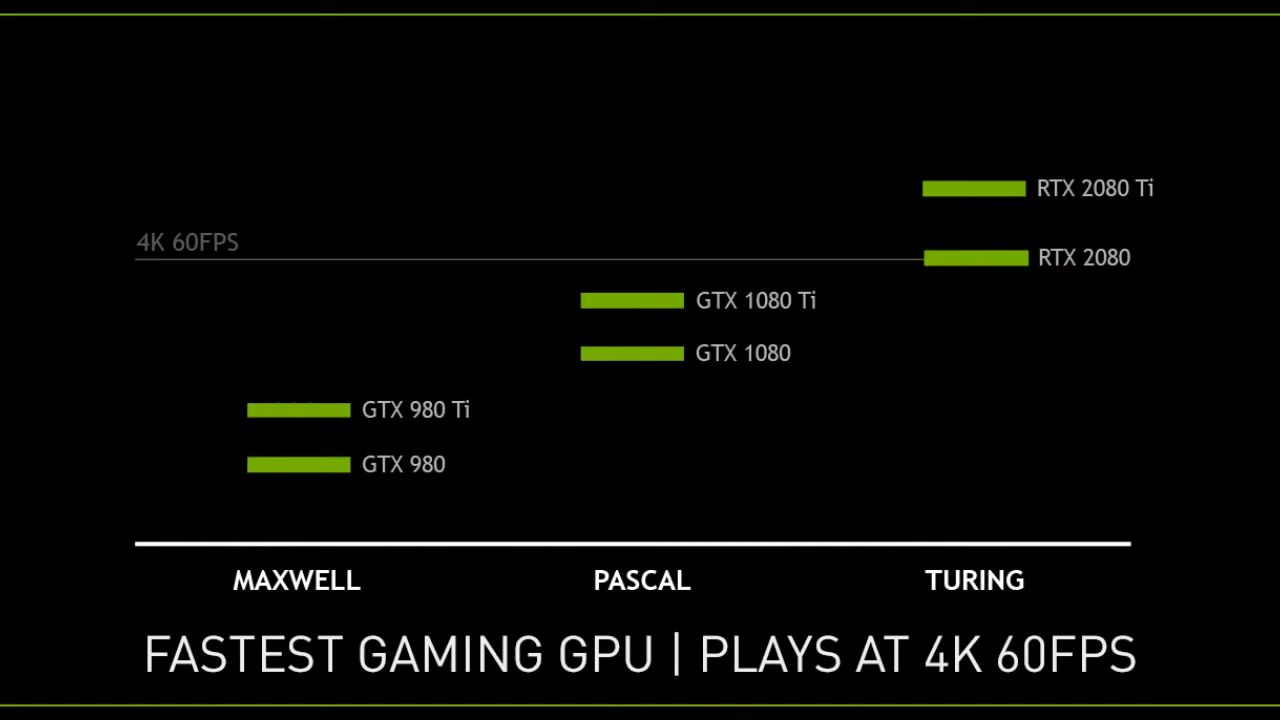 RTX 2080 Ti
4K 60FPS
RTX 2080
GTX 1080 Ti
GTX 1080
GTX 980 Ti
GTX 980
MAXWELL PASCAL TURING
FASTEST GAMING GPU | PLAYS AT 4K 60FPS